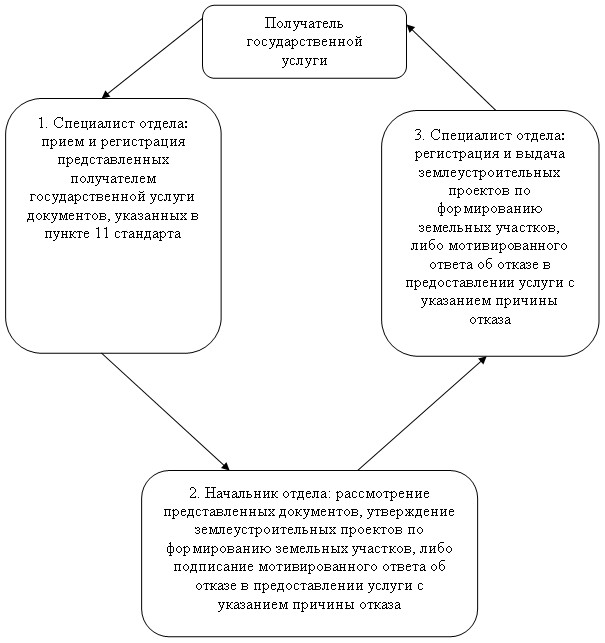 Получатель
государственной
услуги
1. Специалист отдела:
прием и регистрация
представленных
получателем
государственной услуги
документов, указанных в
пункте 11 стандарта
3. Специалист отдела:
регистрация и выдача
землеустроительных
проектов по
формированию
земельных участков,
либо мотивированного
ответа об отказе в
предоставлении услуги с
указанием причины
отказа
2. Начальник отдела: рассмотрение
представленных документов, утверждение
землеустроительных проектов по
формированию земельных участков, либо
подписание мотивированного ответа об
отказе в предоставлении услуги с
указанием причины отказа